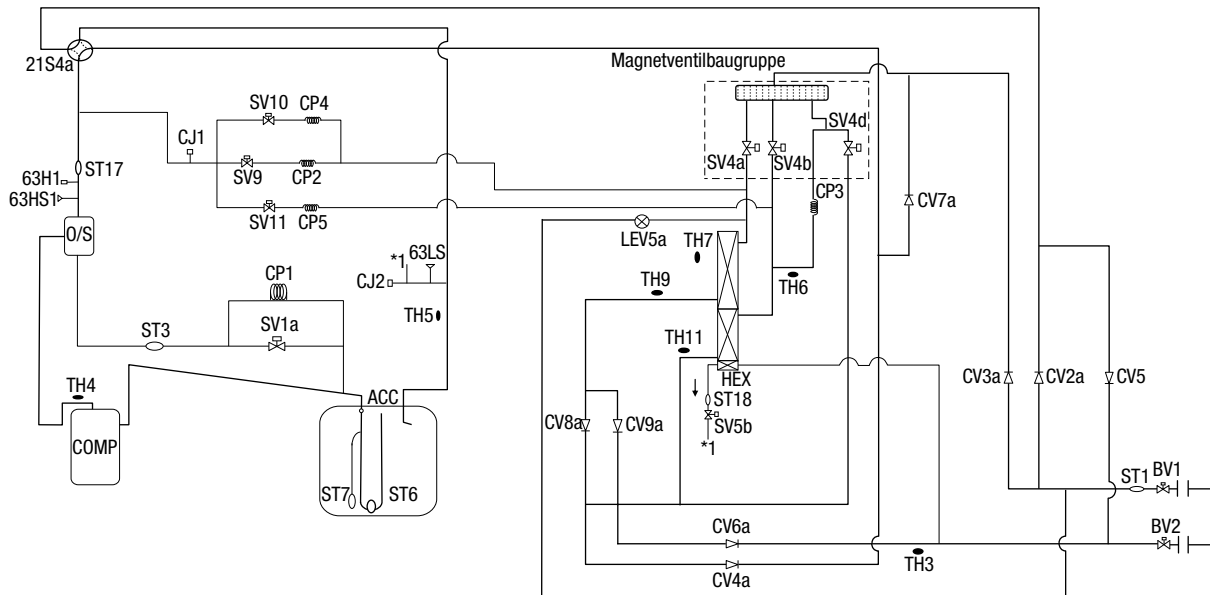 21S4a
Magnetventilbaugruppe
SV10
CP4
SV4d
CJ1
ST17
SV9
CP2
SV4a
SV4b
63H1
63HS1
CP3
CV7a
SV11
CP5
O/S
LEV5a
TH7
*1
63LS
CP1
CJ2
TH9
TH6
TH5
ST3
SV1a
TH11
HEX
CV3a
CV2a
CV5
TH4
ACC
ST18
CV8a
CV9a
SV5b
COMP
*1
ST1
BV1
ST7
ST6
CV6a
BV2
TH3
CV4a